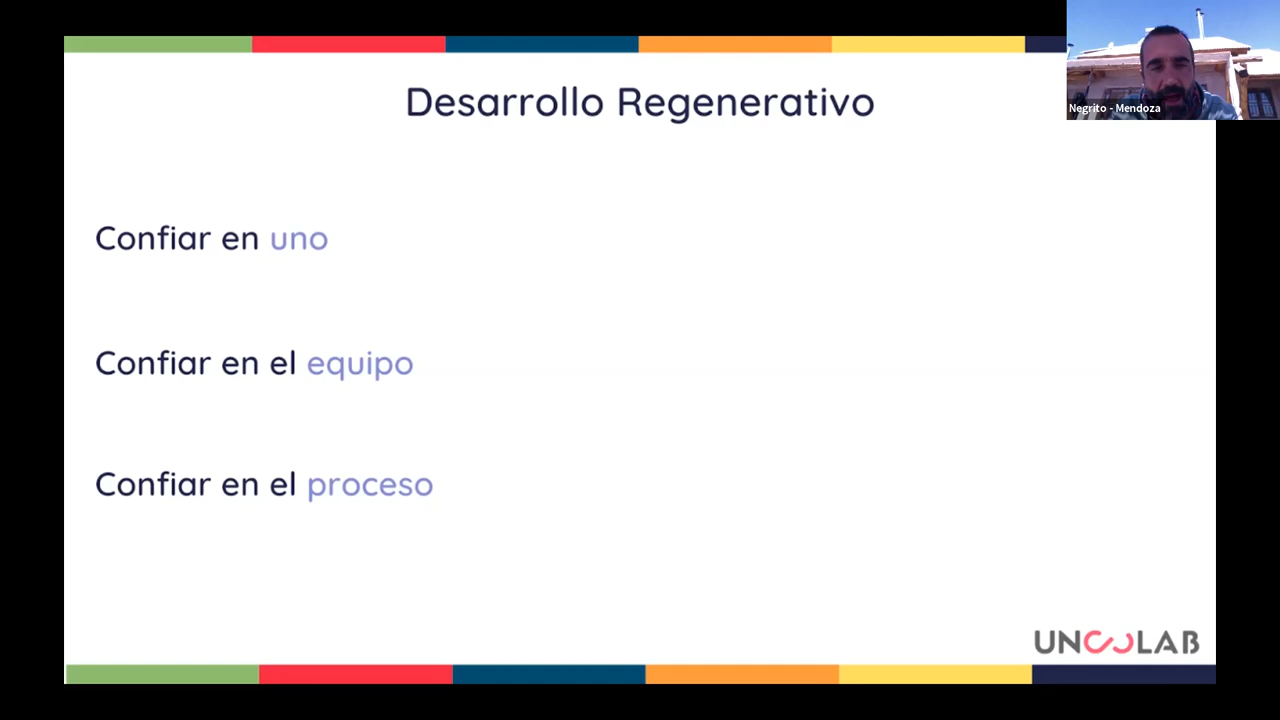 Desarrollo Regenerativo
Negrito - Mendoza
Confiar en uno
Confiar en el equipo
Confiar en el proceso
UNCOLAB